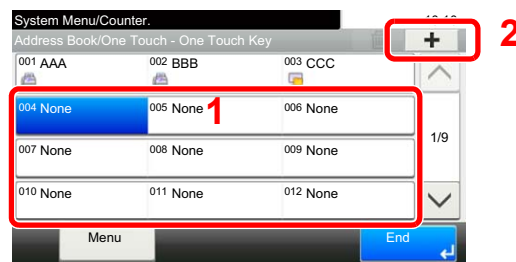 System Menu/Counter.
Address Book/One Touch - One Touch Key
+
2
001 AAA 002 BBB 003 CCC
004 None 005 None 1 006 None
007 None 008 None 009 None
1/9
010 None 011 None 012 None
Menu End